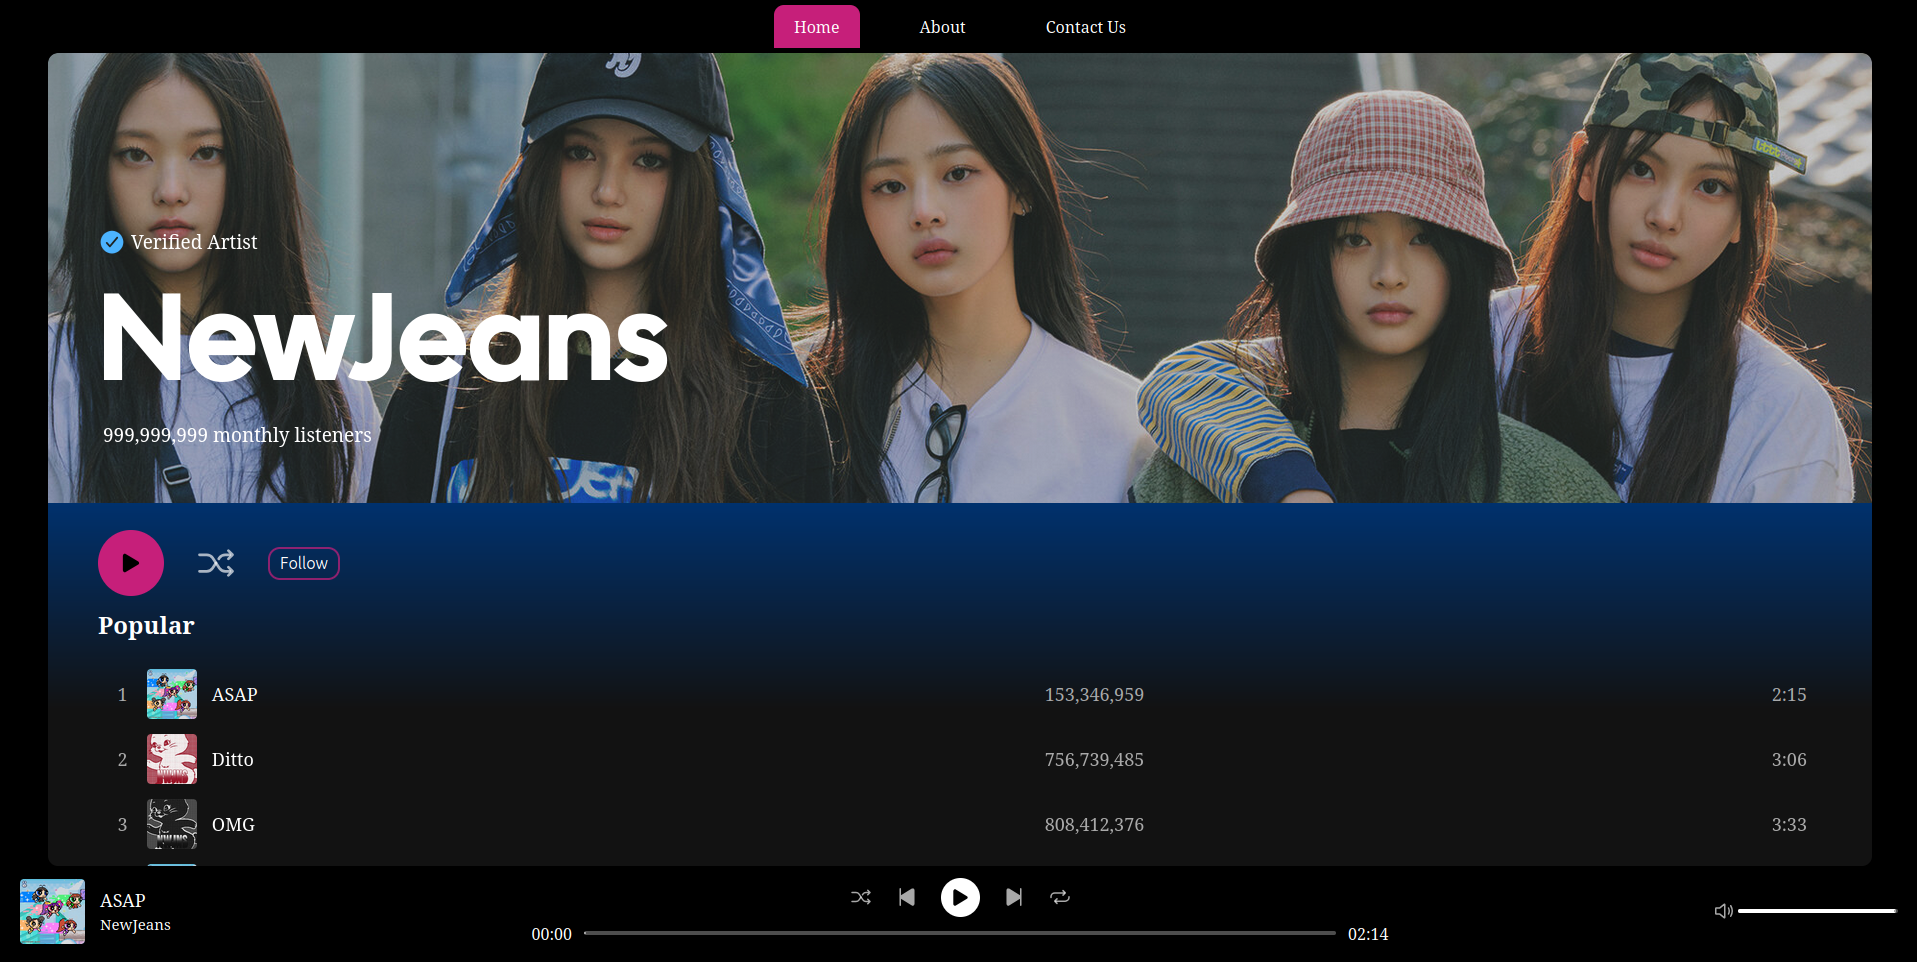 Home About Contact Us
Verified Artist
NewJeans
999,999,999 monthly listeners
Follow
Popular
1 ASAP 153,346,959 2:15
2 Ditto 756,739,485 3:06
3 OMG 808,412,376 3:33
ASAP
NewJeans
00:00 02:14